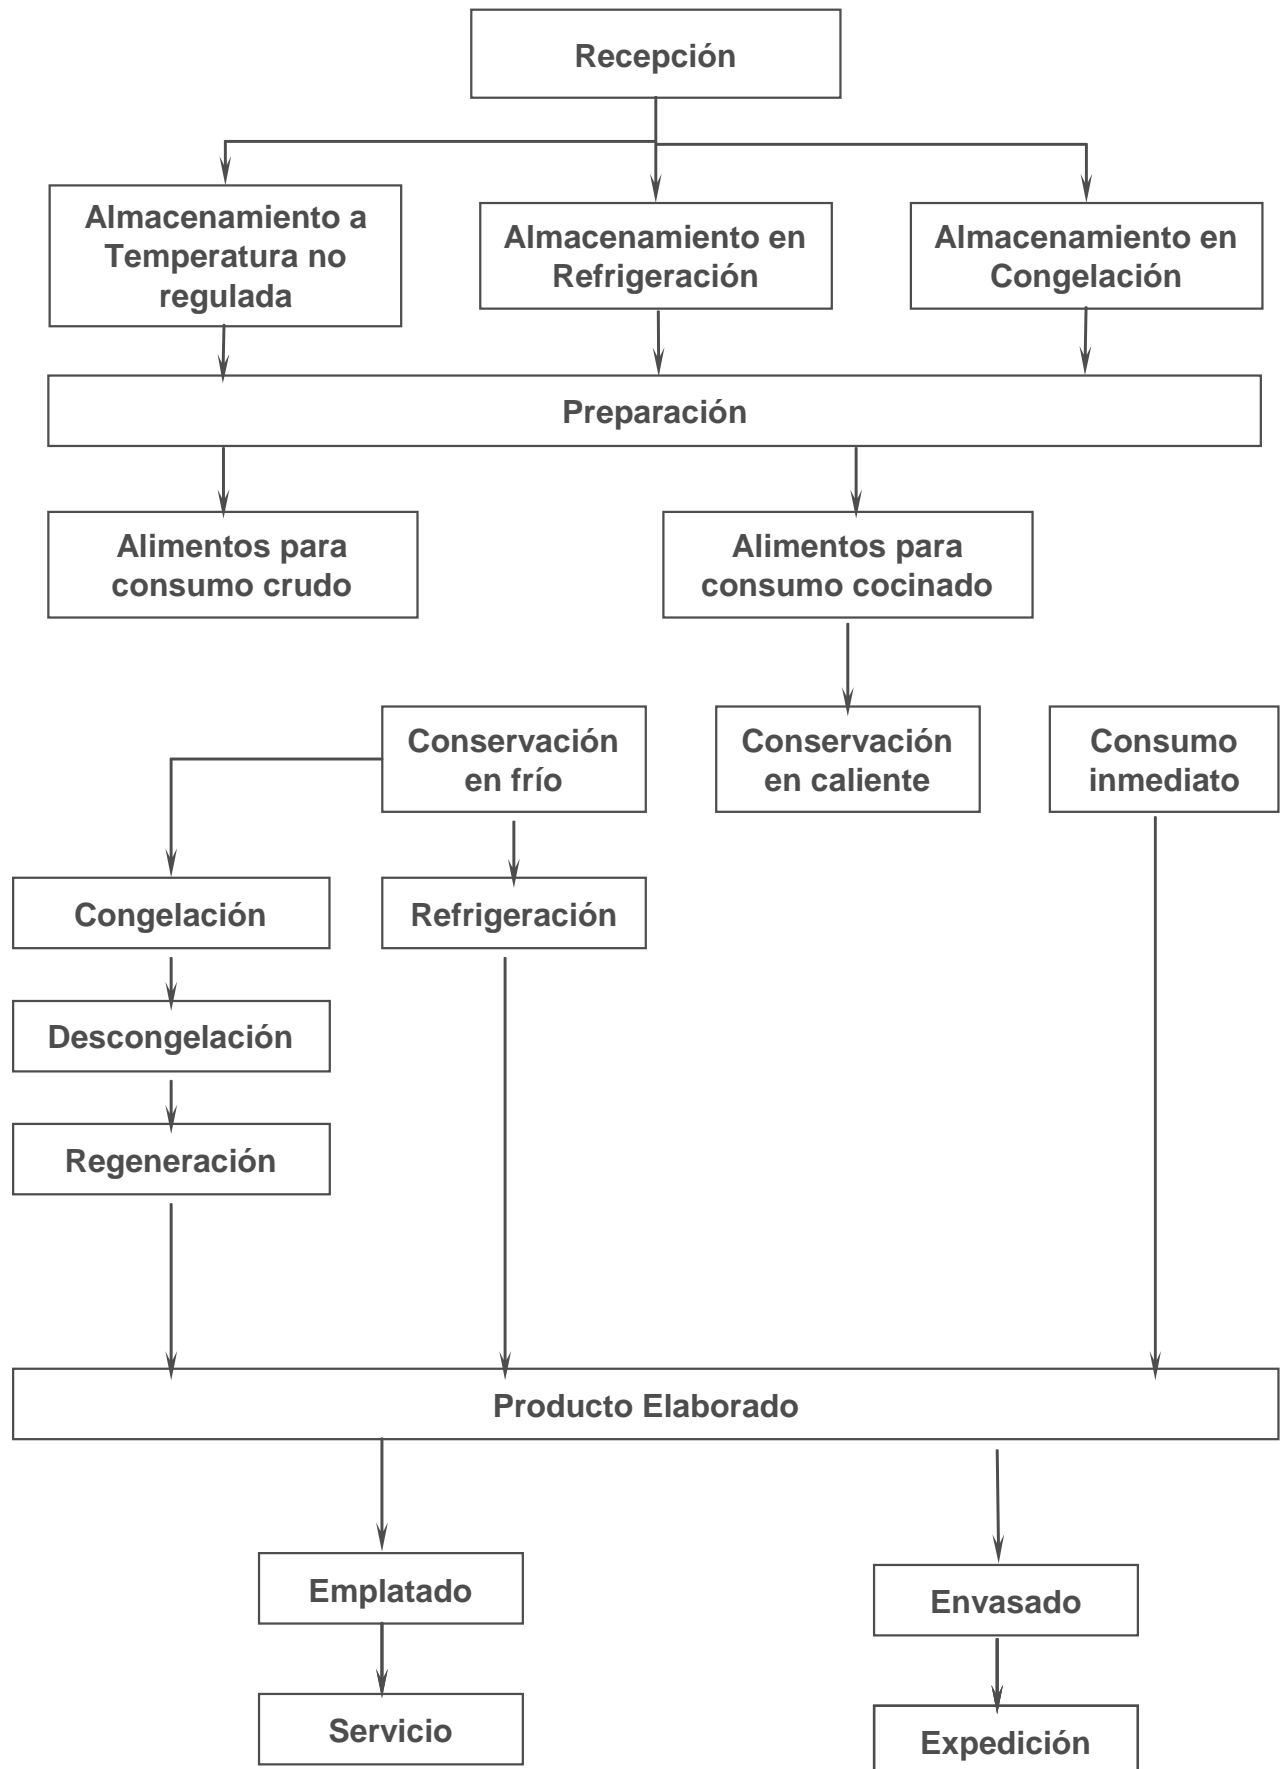 Recepción
Almacenamiento a
Temperatura no
regulada
Almacenamiento en
Refrigeración
Almacenamiento en
Congelación
Preparación
Alimentos para
consumo crudo
Alimentos para
consumo cocinado
Conservación
en frío
Conservación
en caliente
Consumo
inmediato
Congelación
Refrigeración
Descongelación
Regeneración
Producto Elaborado
Emplatado
Envasado
Servicio
Expedición